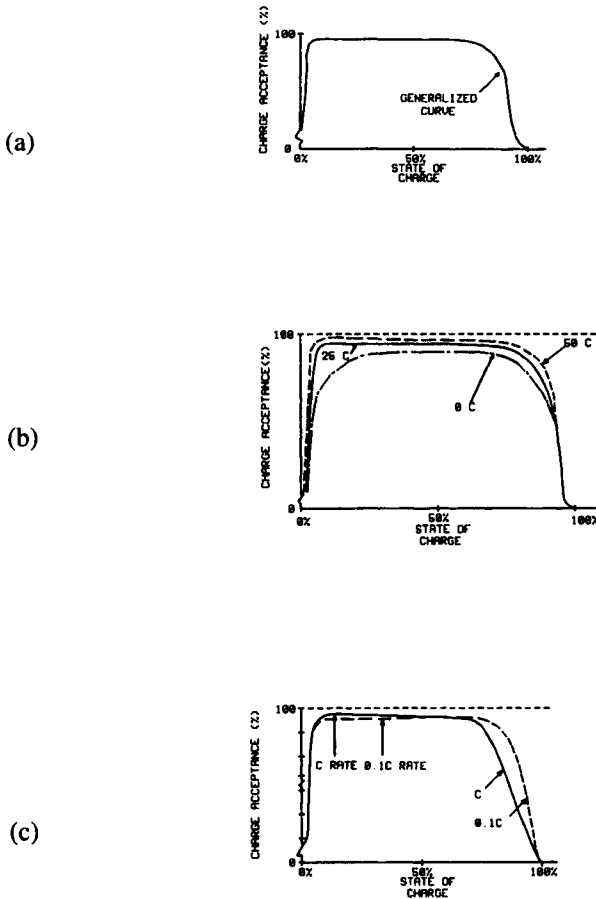 (a)
CHARGE ACCEPTANCE (%)
100
0
GENERALIZED
CURVE
0%
50%
100%
STATE OF
CHARGE
(b)
CHARGE ACCEPTANCE(%)
100
0
25 C
50 C
0 C
0%
50%
100%
STATE OF
CHARGE
(c)
CHARGE ACCEPTANCE (%)
100
0
C RATE 0.1C RATE
C
0.1C
0%
50%
100%
STATE OF
CHARGE